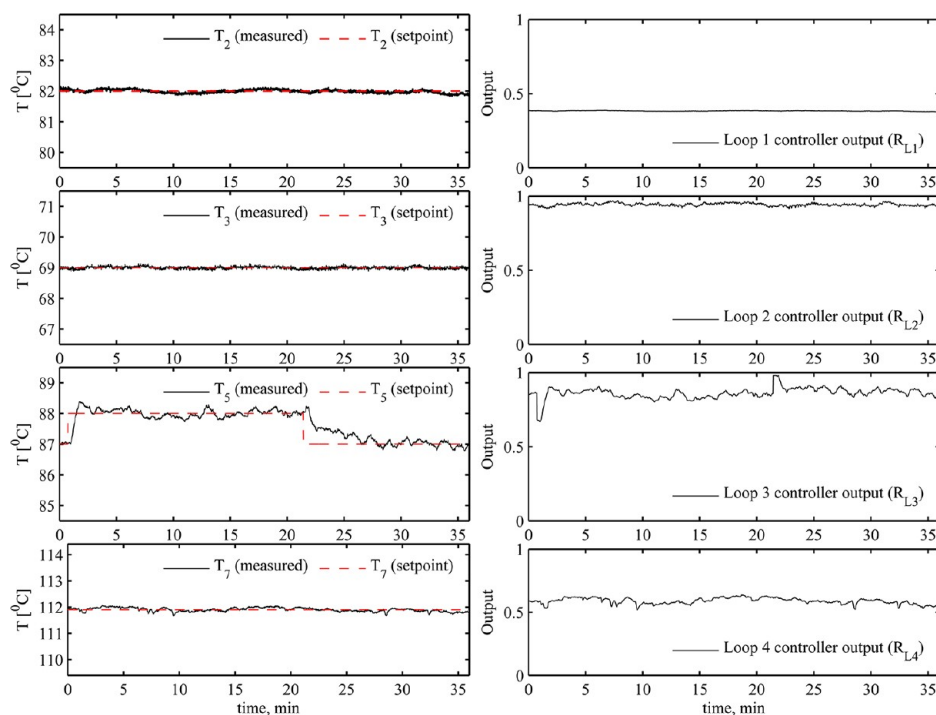 84
83
82
81
80
T [⁰C]
T₂ (measured)
T₂ (setpoint)
0 5 10 15 20 25 30 35
1
0.5
0
Output
Loop 1 controller output (R_L1)
0 5 10 15 20 25 30 35
71
70
69
68
67
T [⁰C]
T₃ (measured)
T₃ (setpoint)
0 5 10 15 20 25 30 35
1
0.5
0
Output
Loop 2 controller output (R_L2)
0 5 10 15 20 25 30 35
89
88
87
86
85
T [⁰C]
T₅ (measured)
T₅ (setpoint)
0 5 10 15 20 25 30 35
1
0.5
0
Output
Loop 3 controller output (R_L3)
0 5 10 15 20 25 30 35
114
113
112
111
110
T [⁰C]
T₇ (measured)
T₇ (setpoint)
0 5 10 15 20 25 30 35
time, min
1
0.5
0
Output
Loop 4 controller output (R_L4)
0 5 10 15 20 25 30 35
time, min